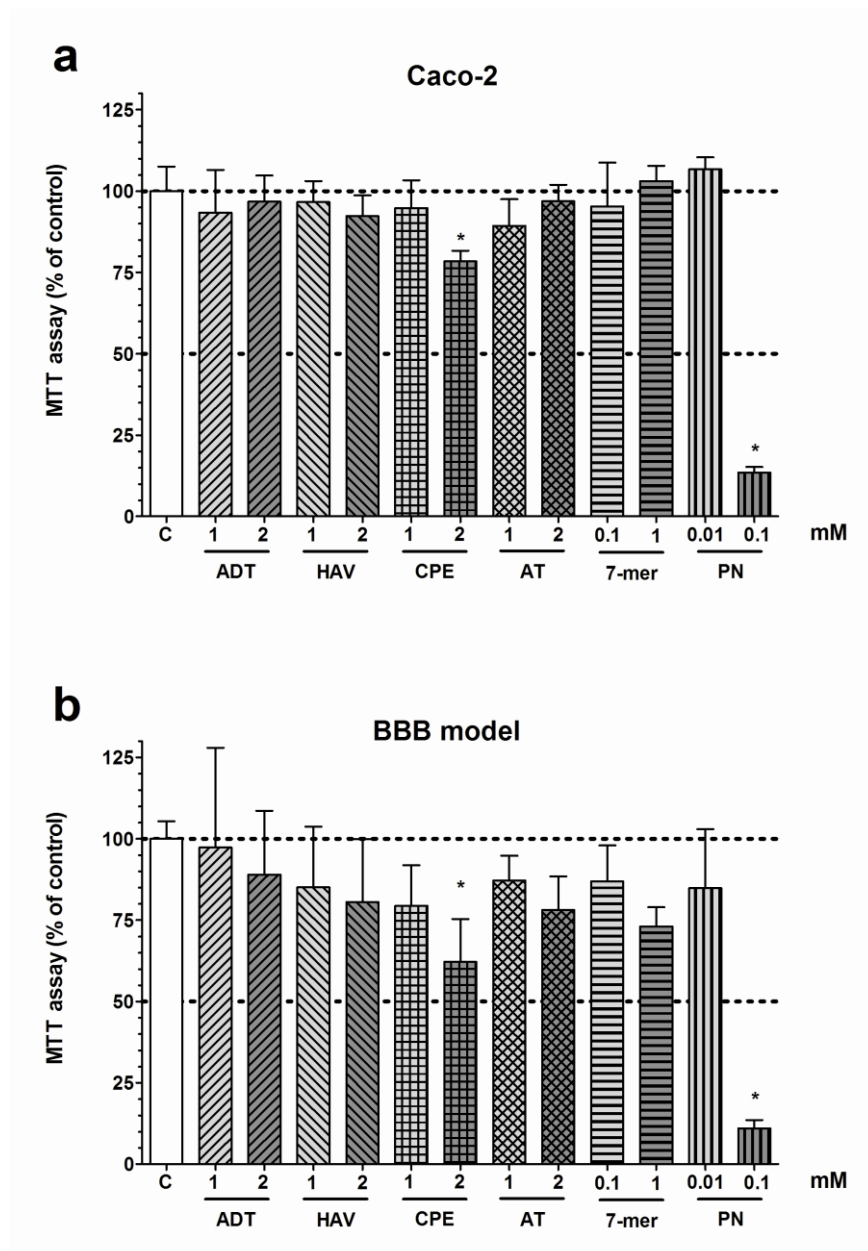 a
Caco-2
MTT assay (% of control)
125
100
75
50
25
0
*
*
C 1 2 1 2 1 2 1 2 0.1 1 0.01 0.1 mM
ADT HAV CPE AT 7-mer PN
b
BBB model
MTT assay (% of control)
125
100
75
50
25
0
*
*
C 1 2 1 2 1 2 1 2 0.1 1 0.01 0.1 mM
ADT HAV CPE AT 7-mer PN